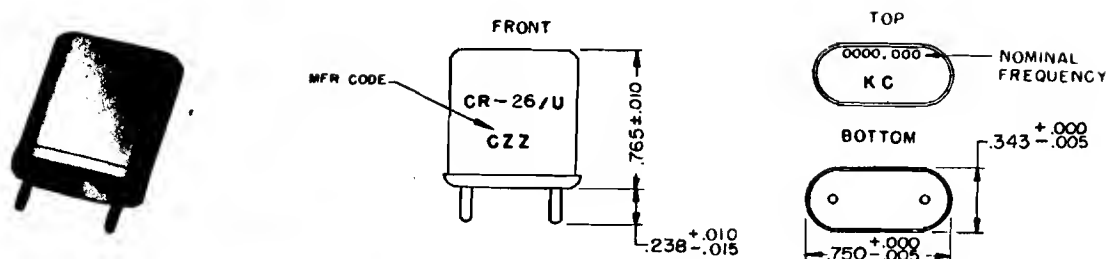 FRONT
MFR CODE
CR-26/U
CZZ
.765±.010
.238 +.010 -.015
TOP
0000.000
KC
NOMINAL
FREQUENCY
BOTTOM
.343 +.000 -.005
.750 +.000 -.005